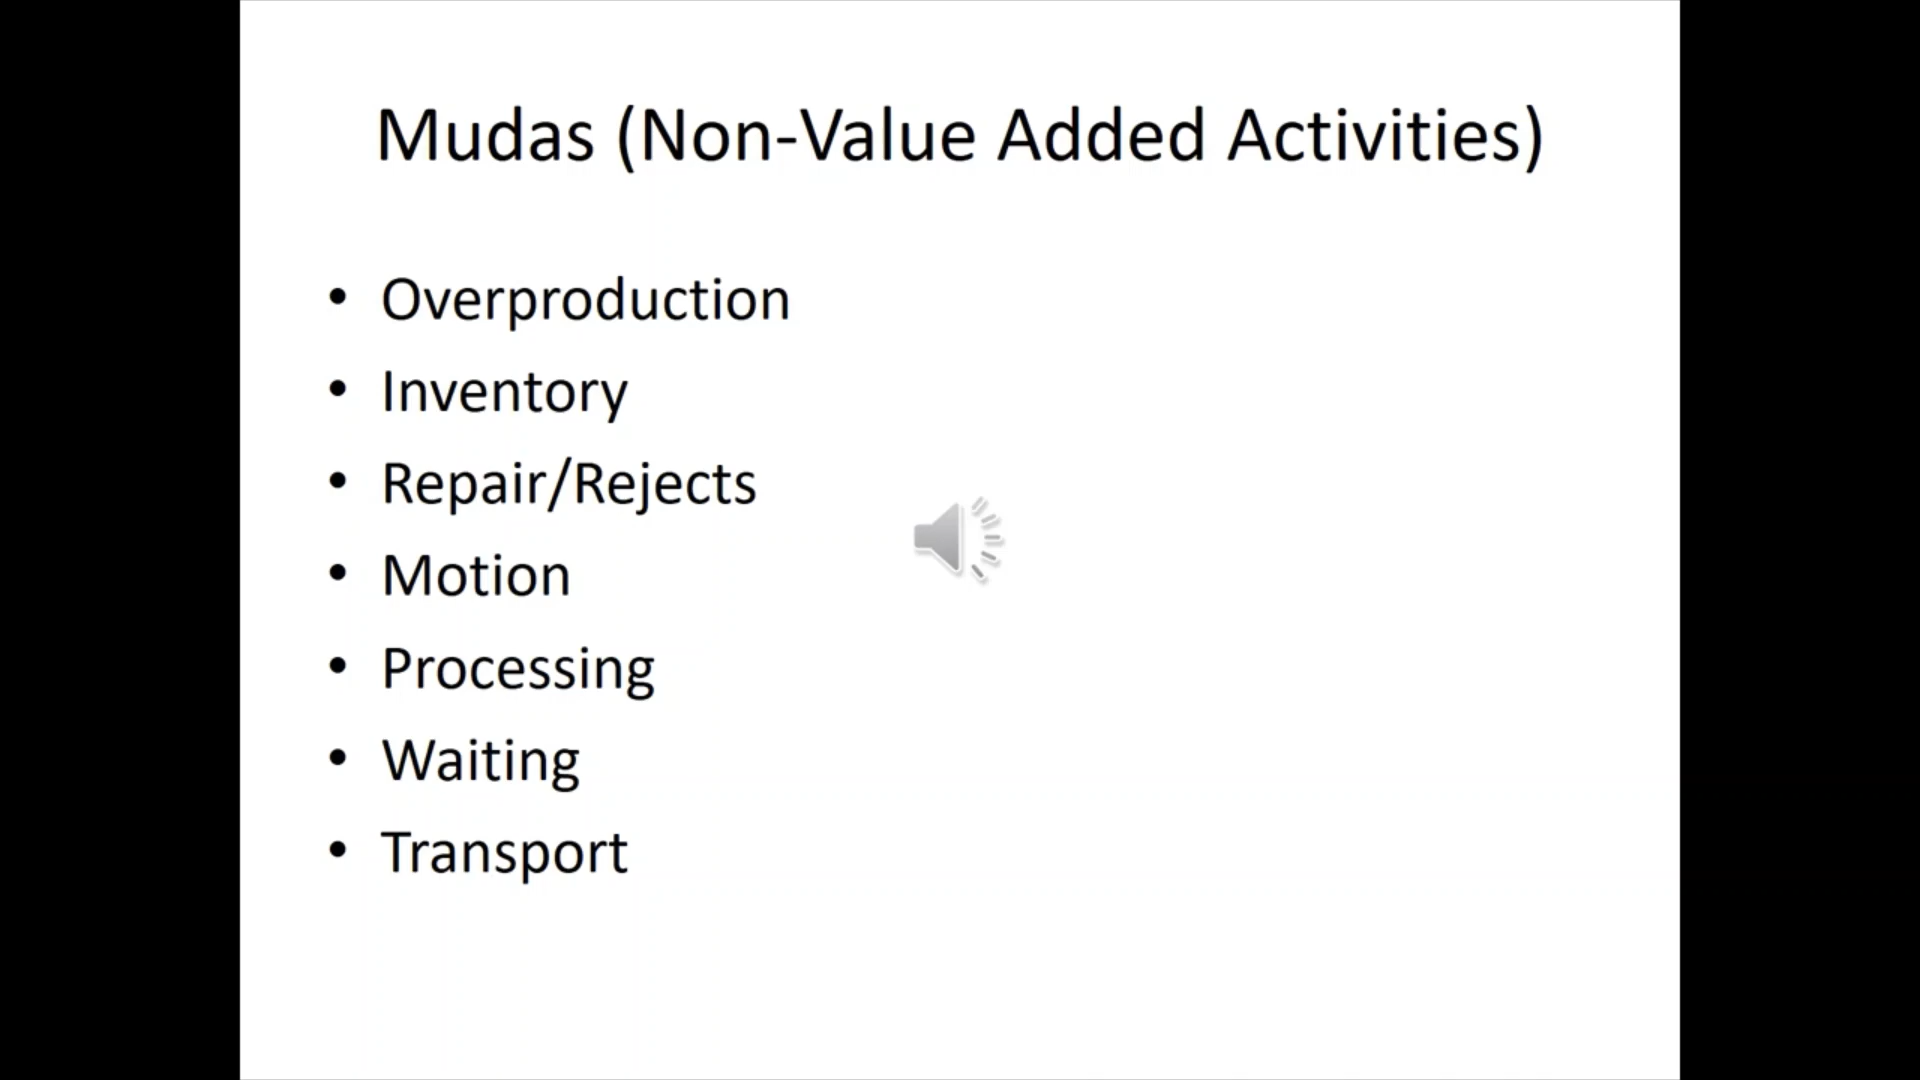 Mudas (Non-Value Added Activities)
• Overproduction
• Inventory
• Repair/Rejects
• Motion
• Processing
• Waiting
• Transport